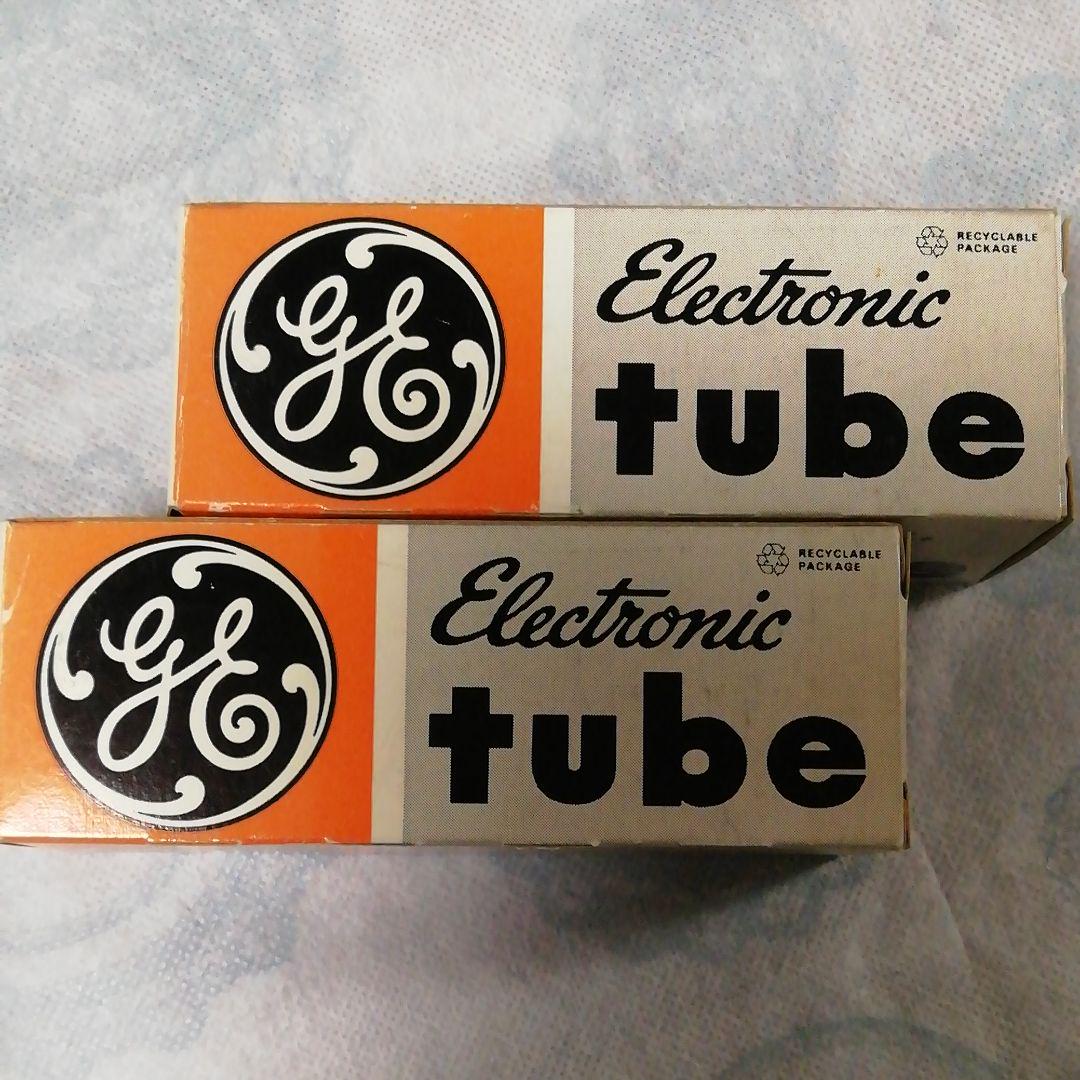 GE
Electronic
tube
RECYCLABLE
PACKAGE
GE
Electronic
tube
RECYCLABLE
PACKAGE